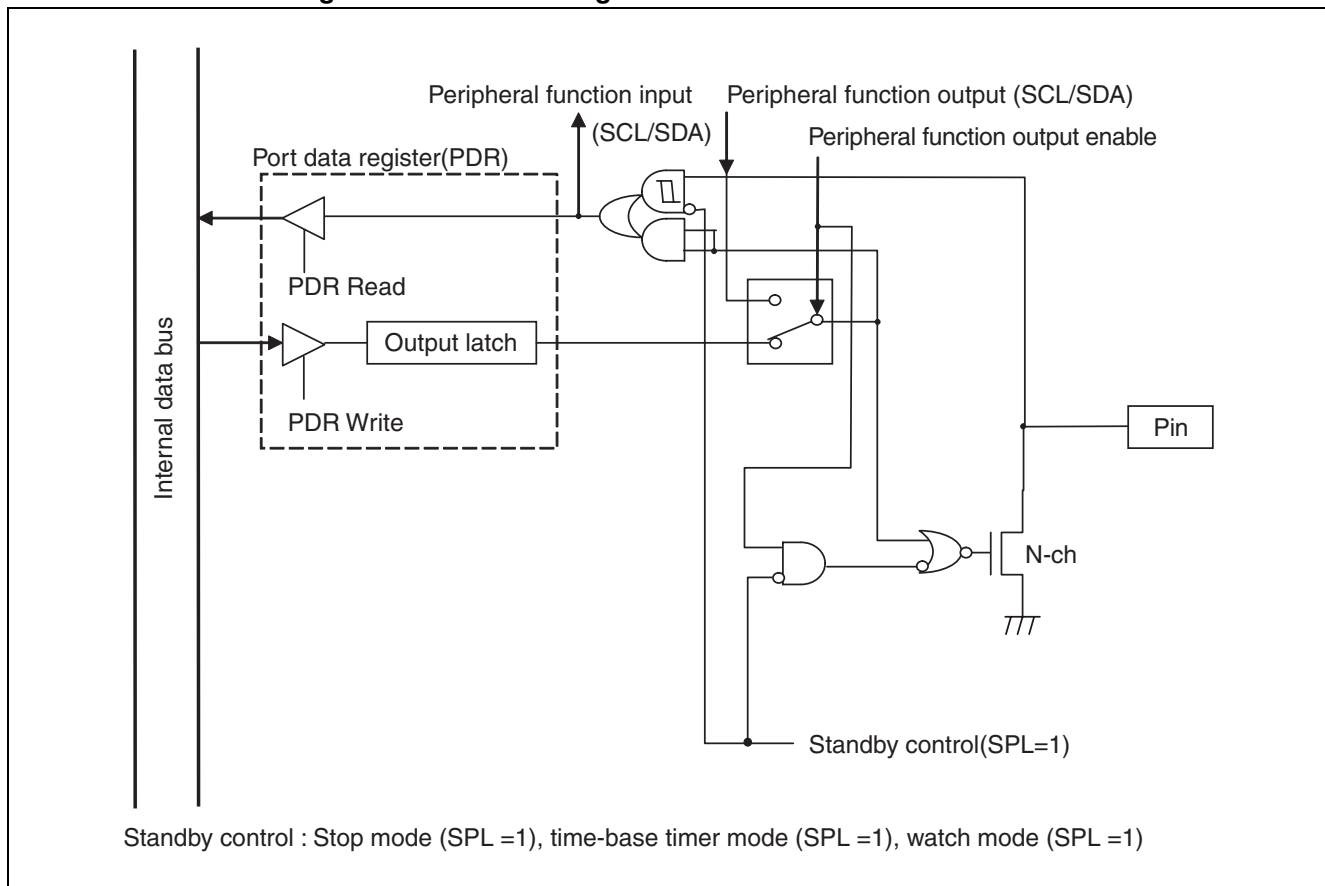 Peripheral function input
(SCL/SDA)
Peripheral function output (SCL/SDA)
Peripheral function output enable
Port data register(PDR)
PDR Read
Output latch
PDR Write
Internal data bus
Pin
N-ch
Standby control(SPL=1)
Standby control : Stop mode (SPL =1), time-base timer mode (SPL =1), watch mode (SPL =1)